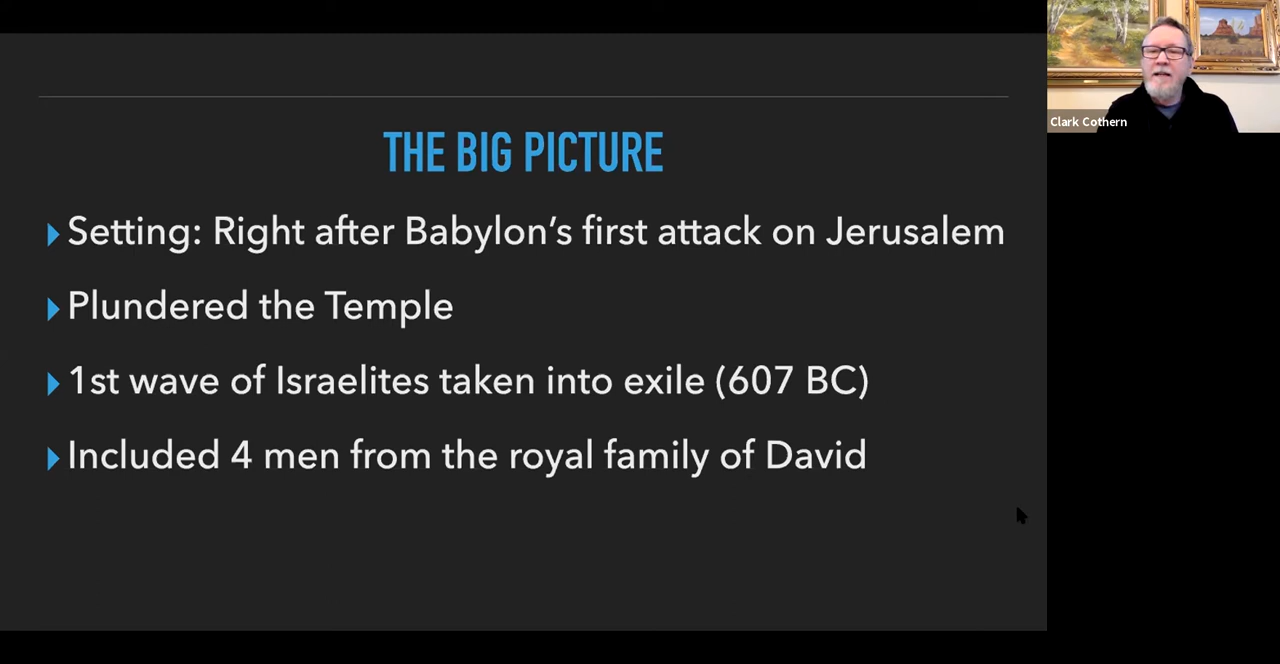 THE BIG PICTURE
Setting: Right after Babylon’s first attack on Jerusalem
Plundered the Temple
1st wave of Israelites taken into exile (607 BC)
Included 4 men from the royal family of David
Clark Cothern